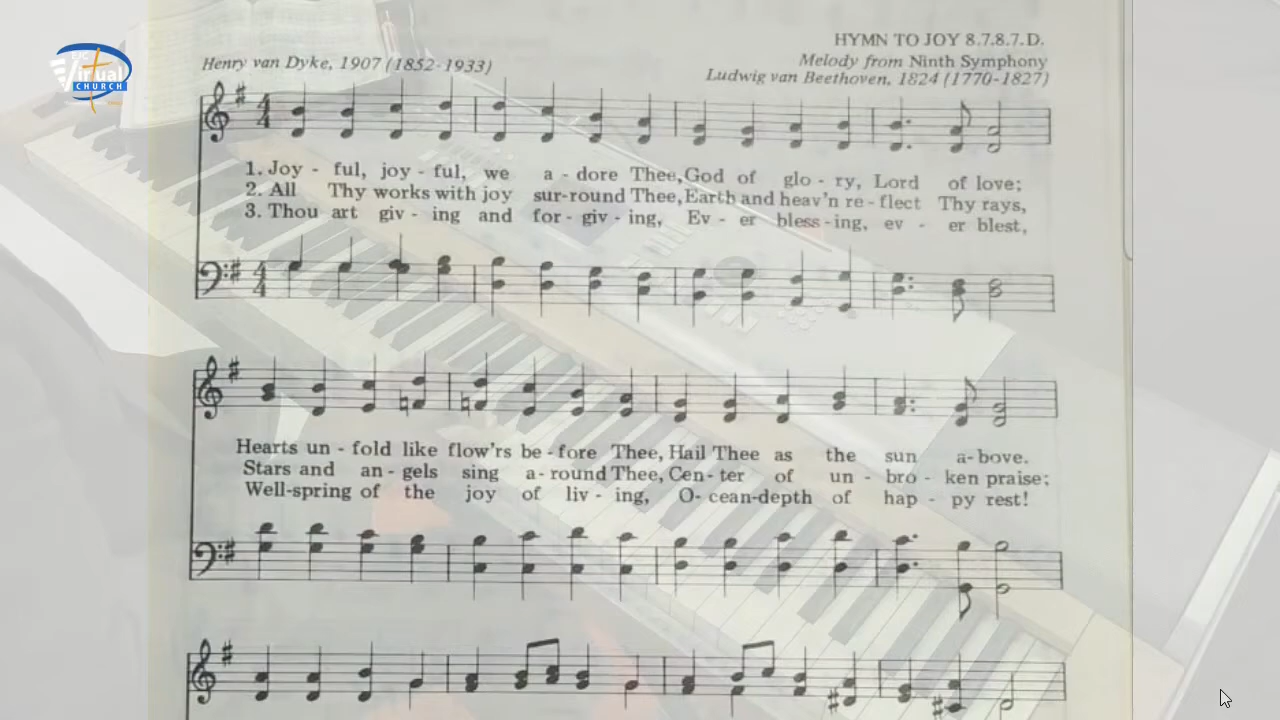 EJC
Virtual
CHURCH
HYMN TO JOY 8.7.8.7.D.
Henry van Dyke, 1907 (1852-1933)
Melody from Ninth Symphony
Ludwig van Beethoven, 1824 (1770-1827)
1. Joy - ful, joy - ful, we a - dore Thee, God of glo - ry, Lord of love;
2. All Thy works with joy sur-round Thee, Earth and heav'n re - flect Thy rays,
3. Thou art giv - ing and for - giv - ing, Ev - er bless - ing, ev - er blest,
Hearts un - fold like flow'rs be - fore Thee, Hail Thee as the sun a - bove.
Stars and an - gels sing a - round Thee, Cen - ter of un - bro - ken praise;
Well-spring of the joy of liv - ing, O - cean-depth of hap - py rest!